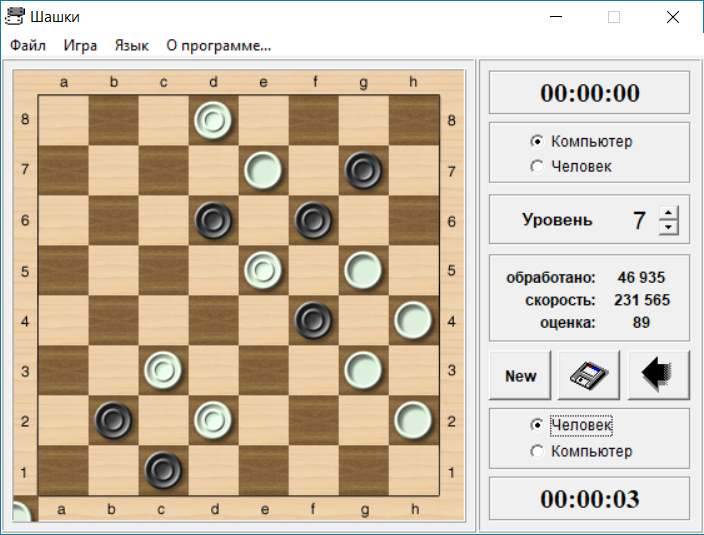 Шашки
Файл Игра Язык О программе...
a b c d e f g h
8 8
7 7
6 6
5 5
4 4
3 3
2 2
1 1
a b c d e f g h
00:00:00
Компьютер
Человек
Уровень 7
обработано: 46 935
скорость: 231 565
оценка: 89
New
Человек
Компьютер
00:00:03